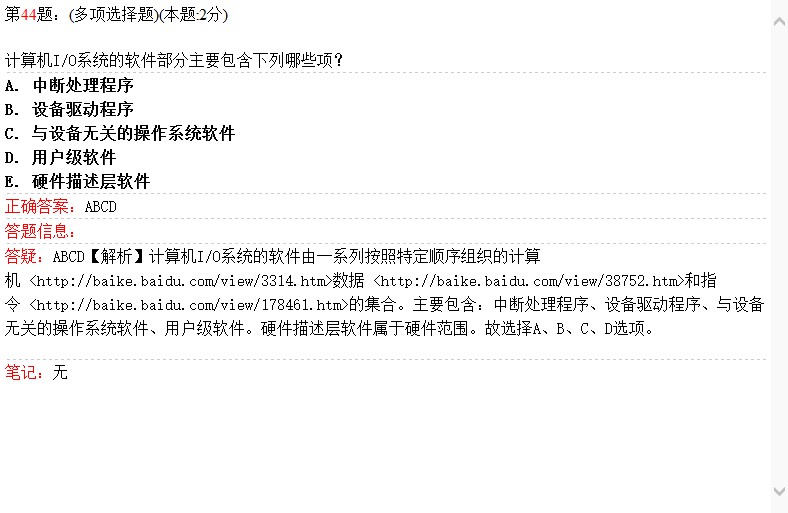 第44题：(多项选择题)(本题:2分)
计算机I/O系统的软件部分主要包含下列哪些项？
A. 中断处理程序
B. 设备驱动程序
C. 与设备无关的操作系统软件
D. 用户级软件
E. 硬件描述层软件
正确答案：ABCD
答题信息：
答疑：ABCD【解析】计算机I/O系统的软件由一系列按照特定顺序组织的计算
机 <http://baike.baidu.com/view/3314.htm>数据 <http://baike.baidu.com/view/38752.htm>和指
令 <http://baike.baidu.com/view/178461.htm>的集合。主要包含：中断处理程序、设备驱动程序、与设备
无关的操作系统软件、用户级软件。硬件描述层软件属于硬件范围。故选择A、B、C、D选项。
笔记：无